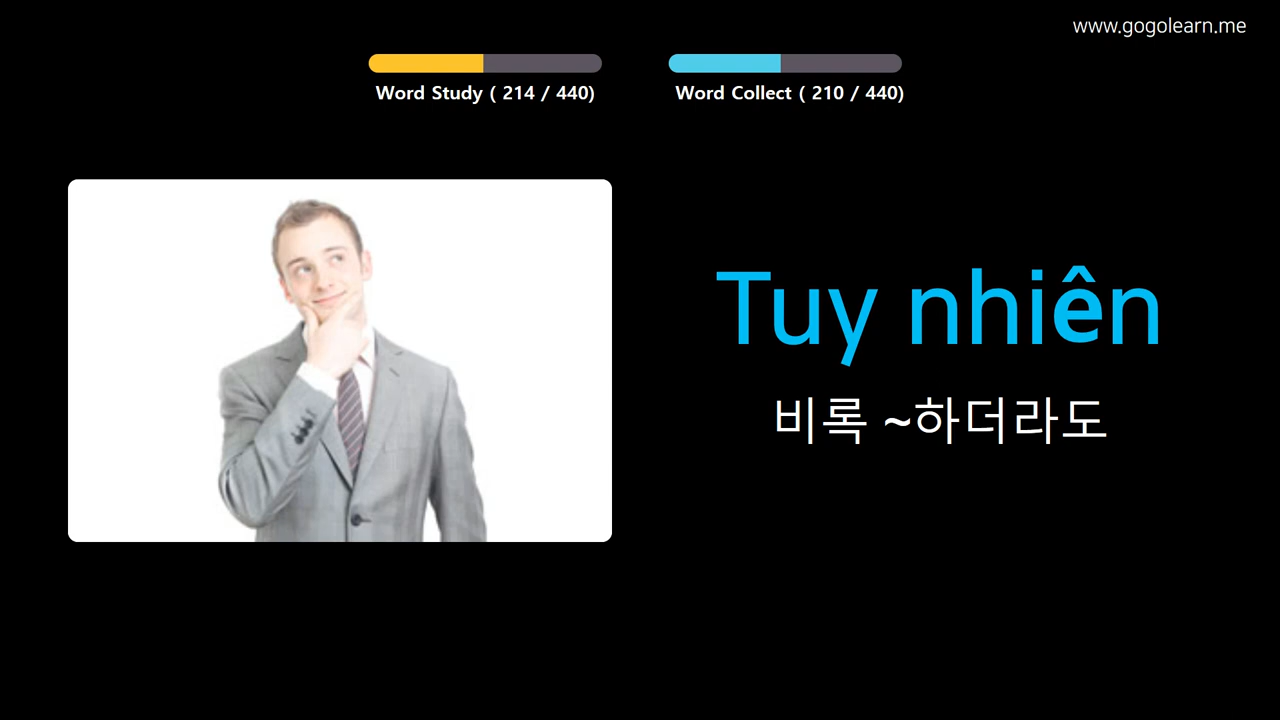 www.gogolearn.me
Word Study ( 214 / 440)
Word Collect ( 210 / 440)
Tuy nhiên
비록 ~하더라도